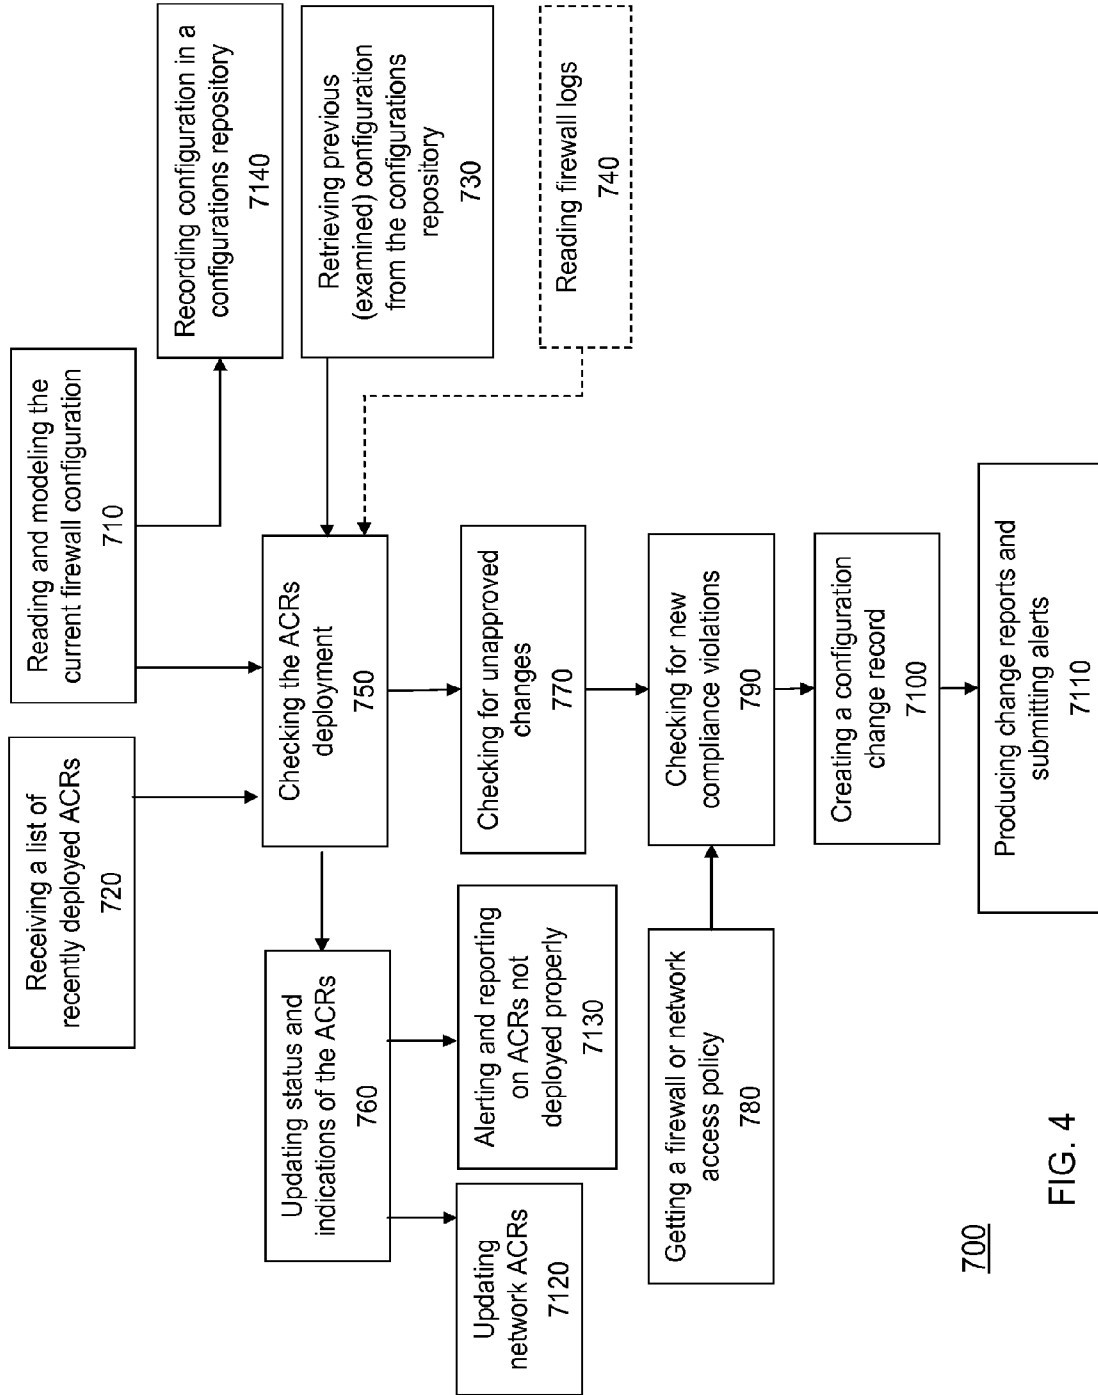 Receiving a list of
recently deployed ACRs
720
Reading and modeling the
current firewall configuration
710
Recording configuration in a
configurations repository
7140
Retrieving previous
(examined) configuration
from the configurations
repository
730
Reading firewall logs
740
Checking the ACRs
deployment
750
Updating status and
indications of the ACRs
760
Updating
network ACRs
7120
Alerting and reporting
on ACRs not
deployed properly
7130
Checking for unapproved
changes
770
Getting a firewall or network
access policy
780
Checking for new
compliance violations
790
Creating a configuration
change record
7100
Producing change reports and
submitting alerts
7110
700
FIG. 4